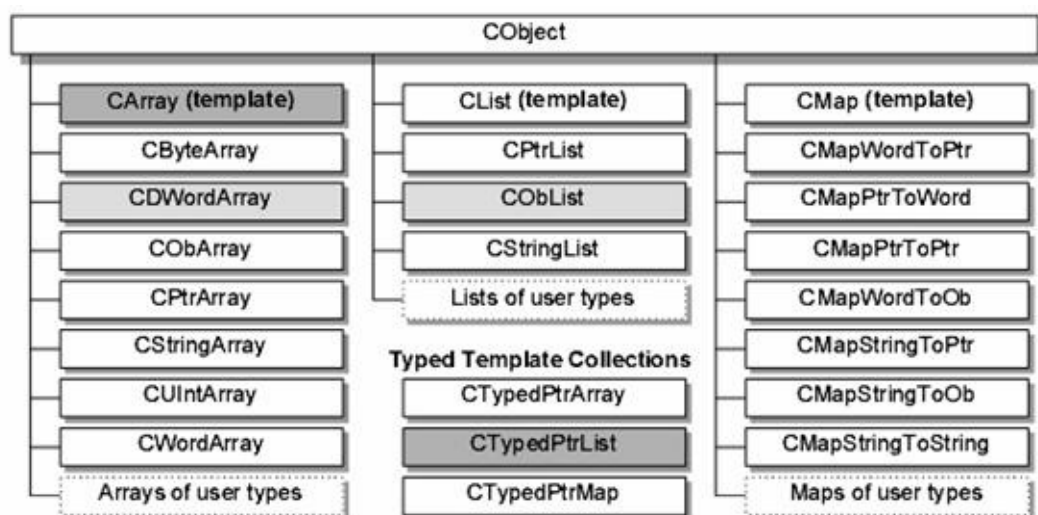 CObject
CArray (template)
CByteArray
CDWordArray
CObArray
CPtrArray
CStringArray
CUIntArray
CWordArray
Arrays of user types
CList (template)
CPtrList
CObList
CStringList
Lists of user types
Typed Template Collections
CTypedPtrArray
CTypedPtrList
CTypedPtrMap
CMap (template)
CMapWordToPtr
CMapPtrToWord
CMapPtrToPtr
CMapWordToOb
CMapStringToPtr
CMapStringToOb
CMapStringToString
Maps of user types